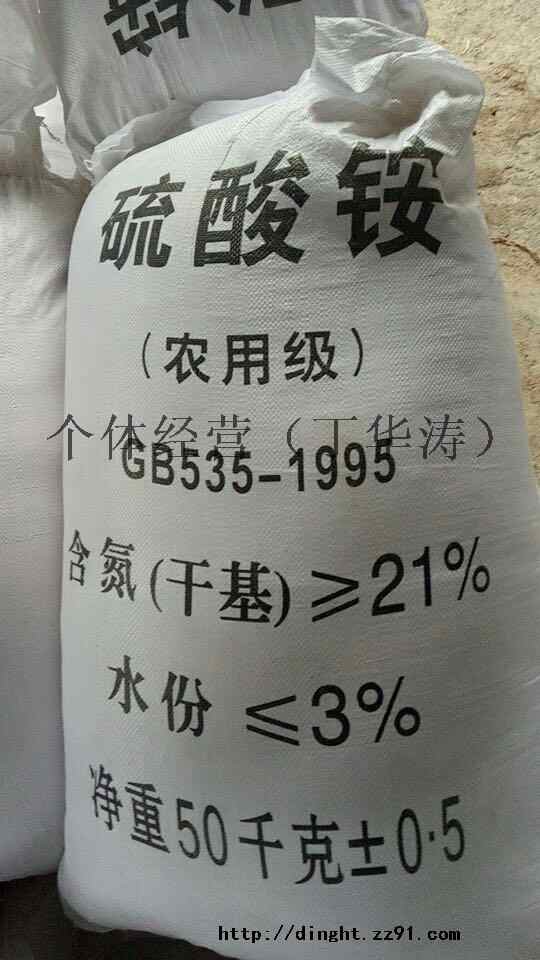 硫酸铵
（农用级）
个体经营（丁华涛）
GB535-1995
含氮(干基)≥21%
水份 ≤3%
净重50千克±0·5
http://dinght.zz91.com